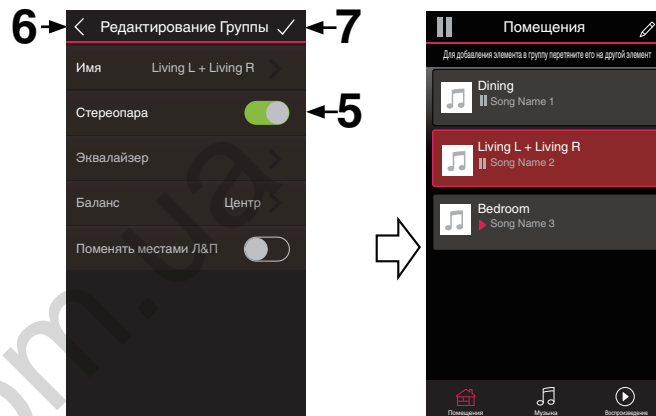 6
Редактирование Группы
7
Имя
Living L + Living R
Стереопара
5
Эквалайзер
Баланс
Центр
Поменять местами Л&П
Помещения
Для добавления элемента в группу перетяните его на другой элемент
Dining
Song Name 1
Living L + Living R
Song Name 2
Bedroom
Song Name 3
Помещения
Музыка
Воспроизведение
om.ua